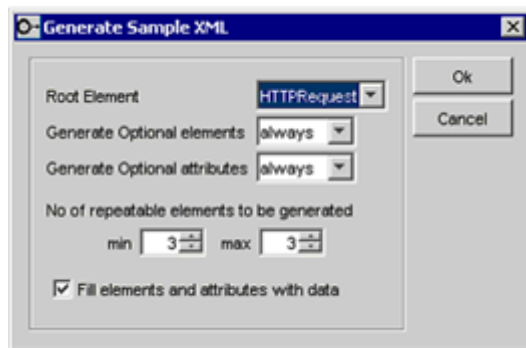 Generate Sample XML
Root Element HTTPRequest Ok
Generate Optional elements always Cancel
Generate Optional attributes always
No of repeatable elements to be generated
min 3 max 3
Fill elements and attributes with data